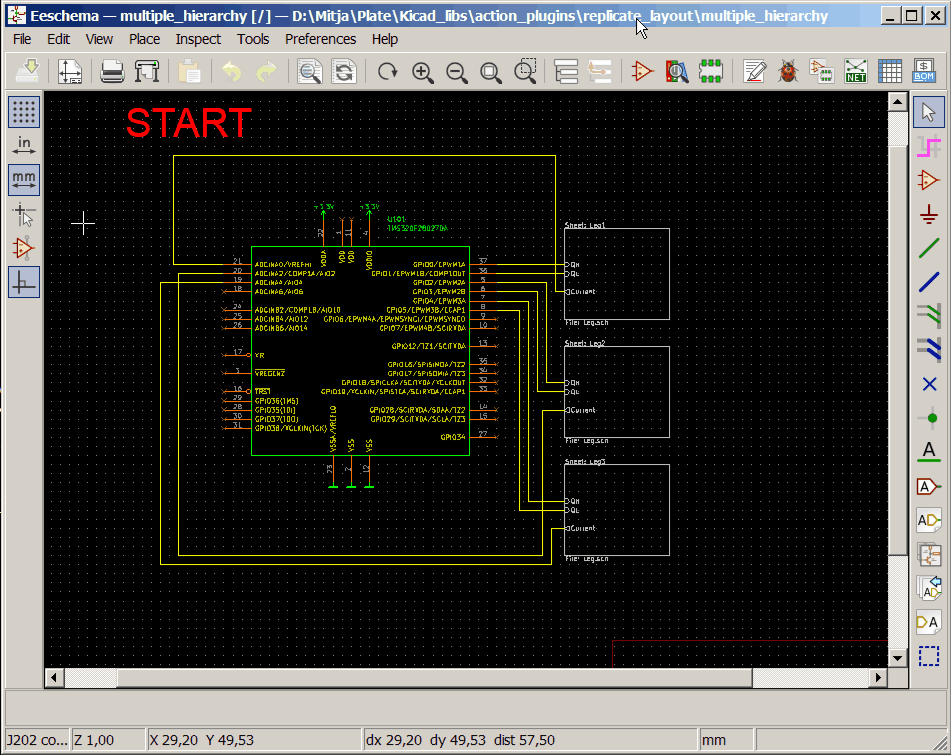 Eeschema — multiple_hierarchy [/] — D:\Mitja\Plate\Kicad_libs\action_plugins\replicate_layout\multiple_hierarchy
File Edit View Place Inspect Tools Preferences Help
NET BOM
in
mm
START
+3.3V +3.3V
U101
22 1 11 4
VDDA VDD VDD VDDIO
21 ADCINA0/VREFHI
20 ADCINA2/COMP1A/AIO2
19 ADCINA4/AIO4
18 ADCINA6/AIO6
24 ADCINB2/COMP1B/AIO10
25 ADCINB4/AIO12
26 ADCINB6/AIO14
17 XR
3 VREGENZ
16 TRST
29 GPIO36(TMS)
28 GPIO35(TDI)
30 GPIO37(TDO)
31 GPIO38/XCLKIN(TCK)
GPIO0/EPWM1A 37
GPIO1/EPWM1B/COMP1OUT 36
GPIO2/EPWM2A 5
GPIO3/EPWM2B 6
GPIO4/EPWM3A 7
GPIO5/EPWM3B/ECAP1 8
GPIO6/EPWM4A/EPWMSYNCI/EPWMSYNCO 9
GPIO7/EPWM4B/SCIRXDA 10
GPIO12/TZ1/SCITXDA 13
GPIO16/SPISIMOA/TZ2 35
GPIO17/SPISOMIA/TZ3 34
GPIO18/SPICLKA/SCITXDA/XCLKOUT 32
GPIO19/XCLKIN/SPISTEA/SCIRXDA/ECAP1 33
GPIO28/SCIRXDA/SDAA/TZ2 14
GPIO29/SCITXDA/SCLA/TZ3 15
GPIO34 27
VSSA/VREFLO VSS VSS
23 2 12
Sheet: Leg1
QH
QL
Current
File: Leg.sch
Sheet: Leg2
QH
QL
Current
File: Leg.sch
Sheet: Leg3
QH
QL
Current
File: Leg.sch
A
A
AD
AD
DA
J202 co... Z 1,00 X 29,20 Y 49,53 dx 29,20 dy 49,53 dist 57,50 mm